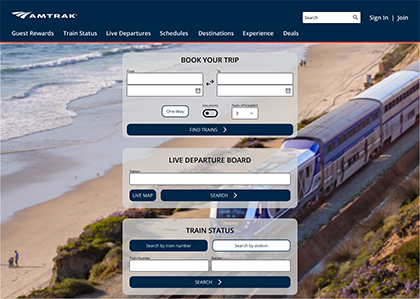 AMTRAK
Search
Sign In | Join
Guest Rewards Train Status Live Departures Schedules Destinations Experience Deals
BOOK YOUR TRIP
From To
One-Way
Use points
Num. of travelers
3
FIND TRAINS
LIVE DEPARTURE BOARD
Station
LIVE MAP SEARCH
TRAIN STATUS
Search by train number Search by station
Train Number Station
SEARCH